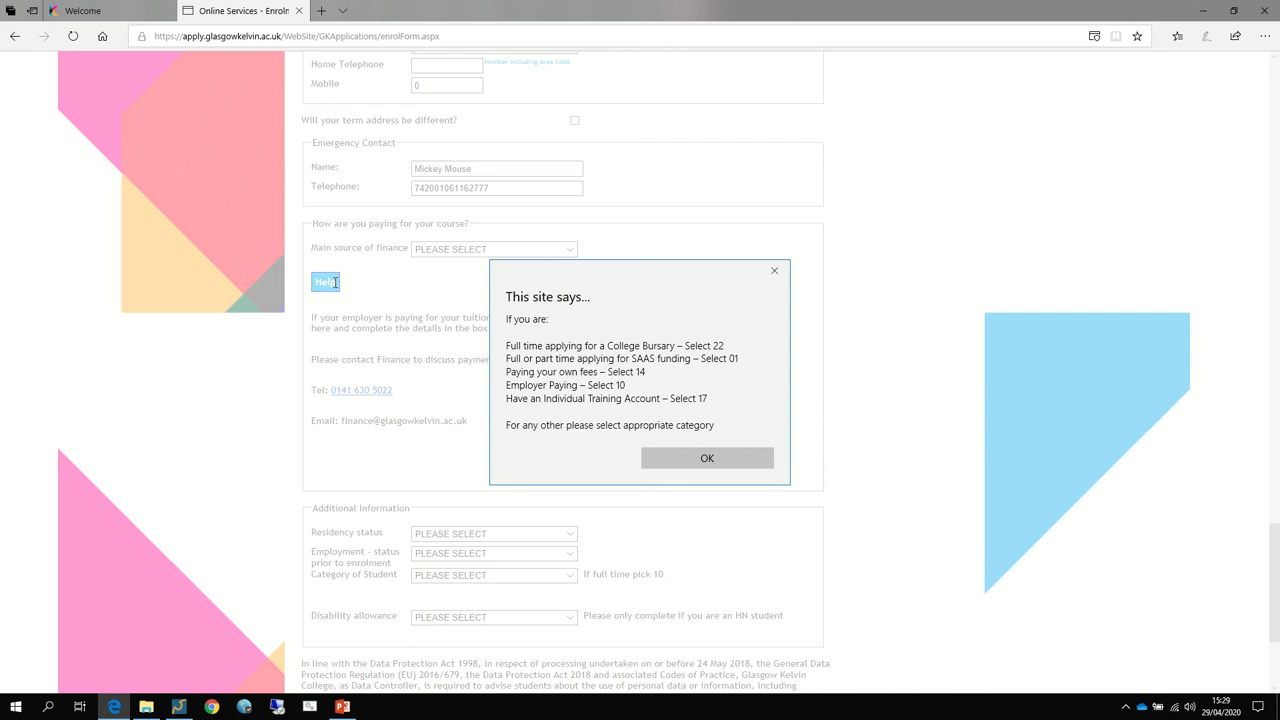 Welcome
Online Services - Enrolment
https://apply.glasgowkelvin.ac.uk/WebSite/GKApplications/enrolForm.aspx
Home Telephone
Number Including Area Code
Mobile
0
Will your term address be different?
Emergency Contact
Name:
Mickey Mouse
Telephone:
742001061162777
How are you paying for your course?
Main source of finance
PLEASE SELECT
Help
If your employer is paying for your tuition
here and complete the details in the box
Please contact Finance to discuss
Tel: 0141 630 5022
Email: finance@glasgowkelvin.ac.uk
This site says...
If you are:
Full time applying for a College Bursary – Select 22
Full or part time applying for SAAS funding – Select 01
Paying your own fees – Select 14
Employer Paying – Select 10
Have an Individual Training Account – Select 17
For any other please select appropriate category
OK
Additional Information
Residency status
PLEASE SELECT
Employment - status
prior to enrolment
PLEASE SELECT
Category of Student
PLEASE SELECT
If full time pick 10
Disability allowance
PLEASE SELECT
Please only complete if you are an HN student
In line with the Data Protection Act 1998, in respect of processing undertaken on or before 24 May 2018, the General Data
Protection Regulation (EU) 2016/679, the Data Protection Act 2018 and associated Codes of Practice, Glasgow Kelvin
College, as Data Controller, is required to advise students about the use of personal data or information, including
15:29
29/04/2020